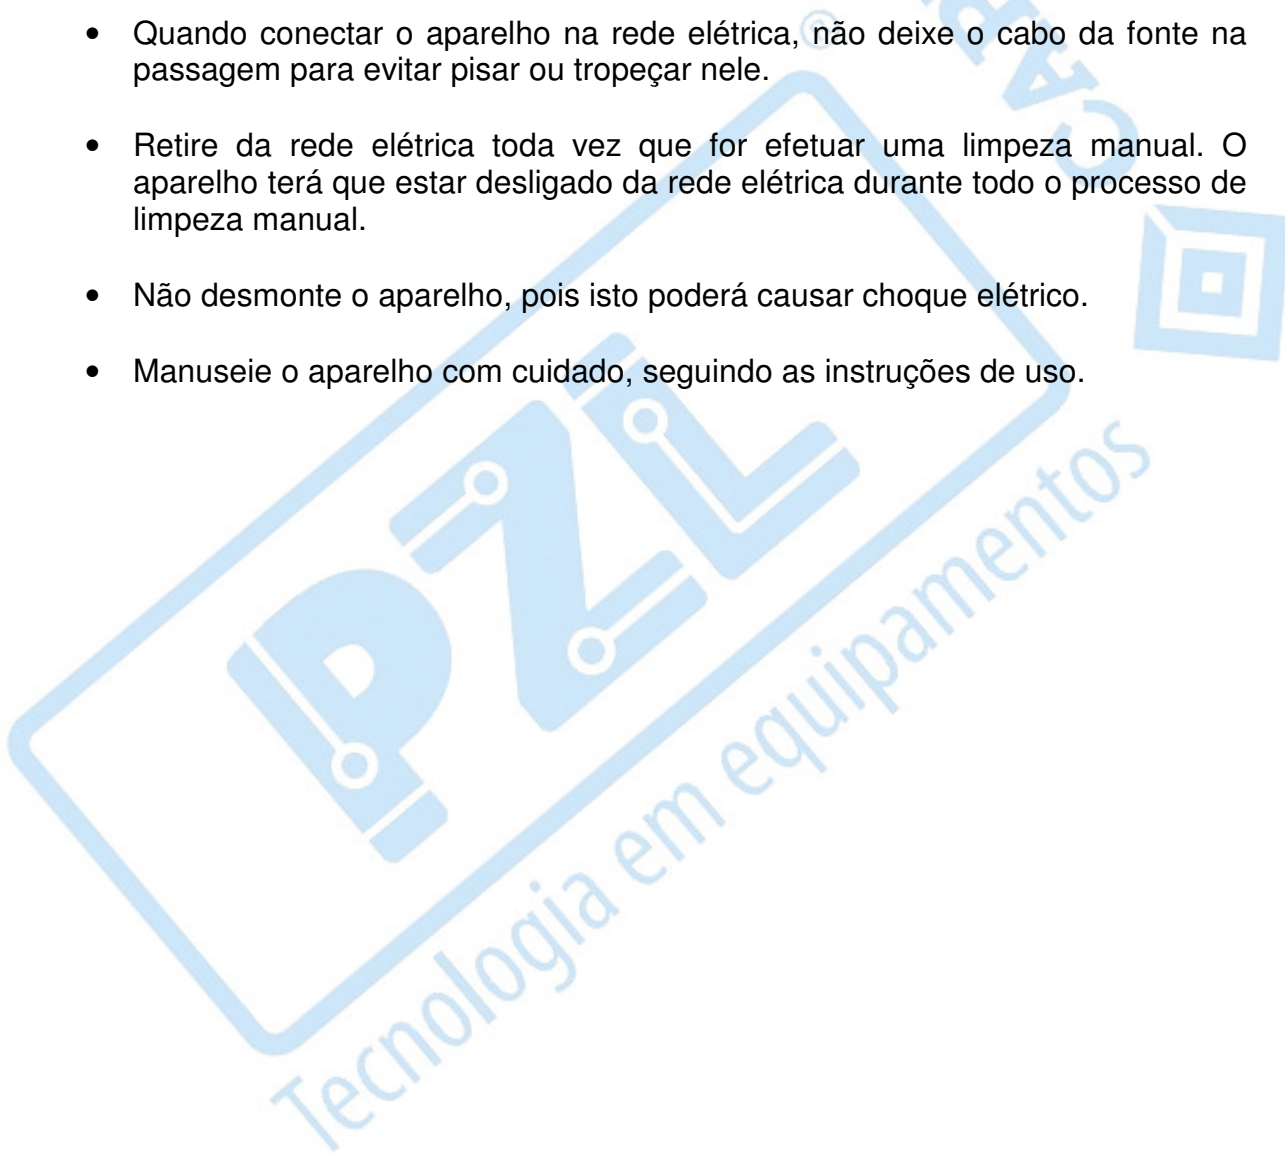 • Quando conectar o aparelho na rede elétrica, não deixe o cabo da fonte na
passagem para evitar pisar ou tropeçar nele.
• Retire da rede elétrica toda vez que for efetuar uma limpeza manual. O
aparelho terá que estar desligado da rede elétrica durante todo o processo de
limpeza manual.
• Não desmonte o aparelho, pois isto poderá causar choque elétrico.
• Manuseie o aparelho com cuidado, seguindo as instruções de uso.
®
PZL
Tecnologia em equipamentos